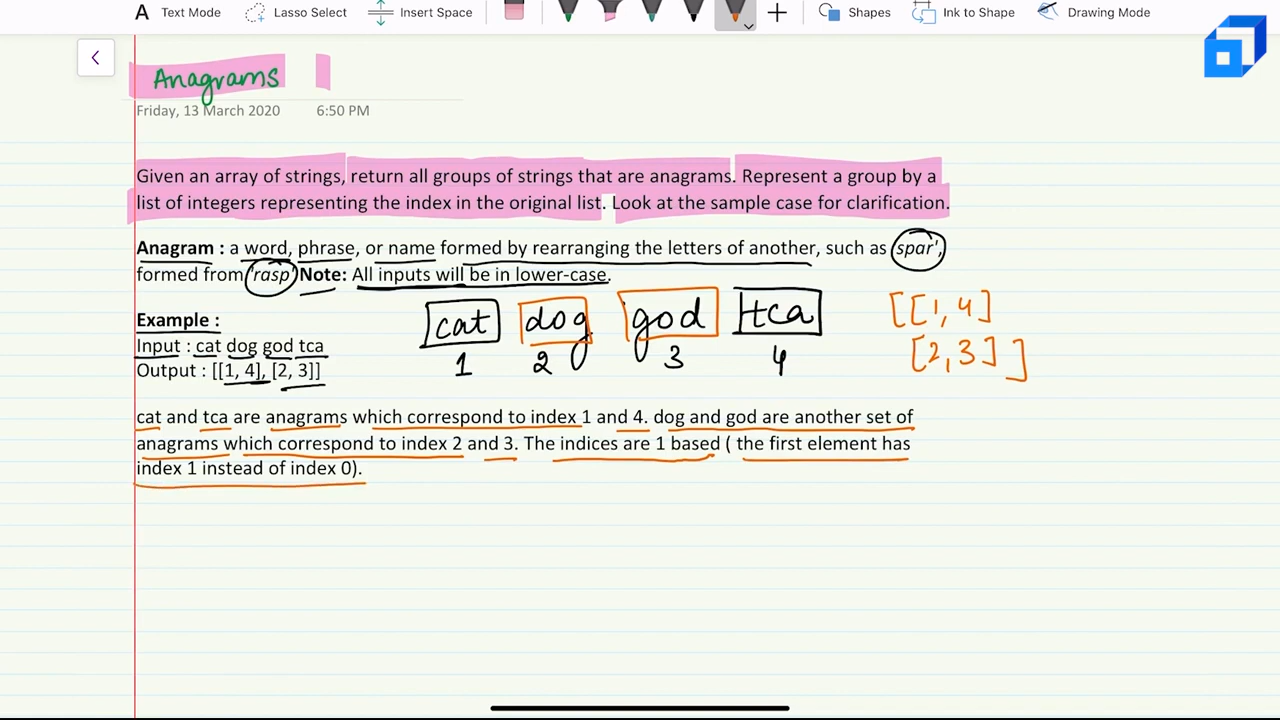 A Text Mode Lasso Select Insert Space Shapes Ink to Shape Drawing Mode
Anagrams
Friday, 13 March 2020 6:50 PM
Given an array of strings, return all groups of strings that are anagrams. Represent a group by a
list of integers representing the index in the original list. Look at the sample case for clarification.
Anagram : a word, phrase, or name formed by rearranging the letters of another, such as 'spar',
formed from 'rasp' Note: All inputs will be in lower-case.
Example :
Input : cat dog god tca
Output : [[1, 4], [2, 3]]
cat dog god tca
1 2 3 4
[[1, 4]
[2, 3]]
cat and tca are anagrams which correspond to index 1 and 4. dog and god are another set of
anagrams which correspond to index 2 and 3. The indices are 1 based ( the first element has
index 1 instead of index 0).